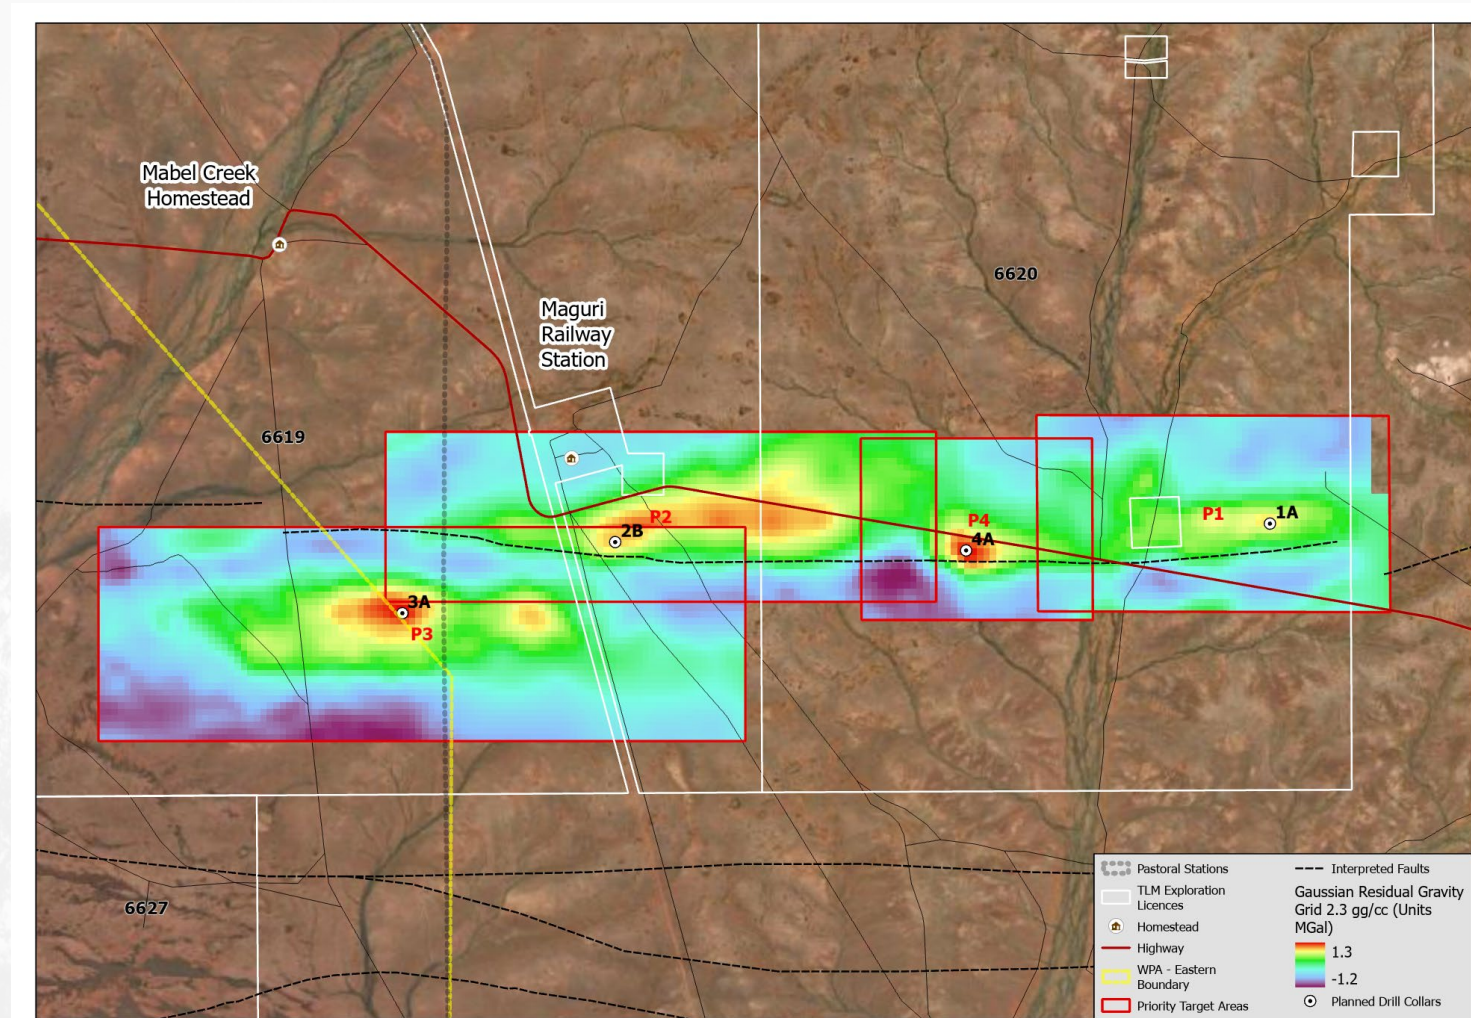 Mabel Creek
Homestead
6620
Maguri
Railway
Station
6619
P2
2B
P4
4A
P1
1A
3A
P3
6627
Pastoral Stations
TLM Exploration
Licences
Homestead
Highway
WPA - Eastern
Boundary
Priority Target Areas
Interpreted Faults
Gaussian Residual Gravity
Grid 2.3 gg/cc (Units
MGal)
1.3
-1.2
Planned Drill Collars